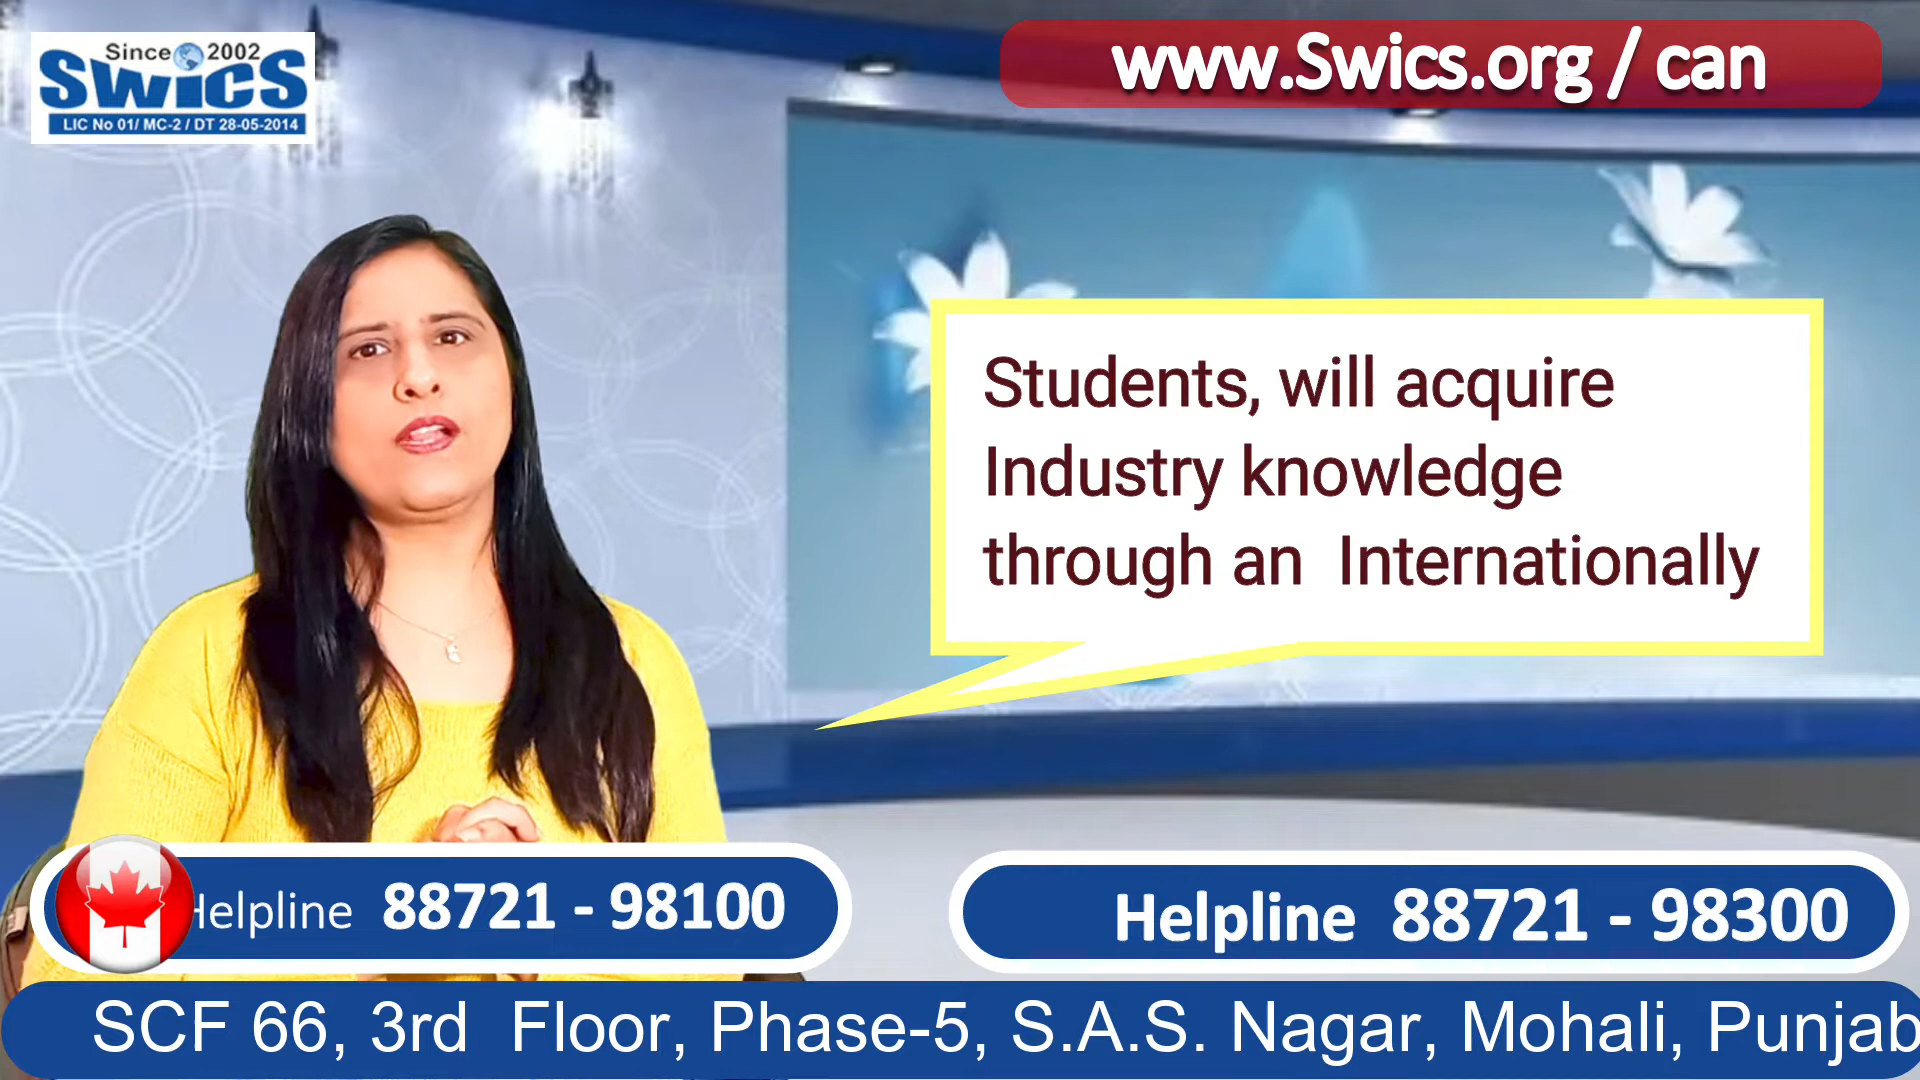 Since 2002
SWiCS
LIC No 01/ MC-2 / DT 28-05-2014
www.Swics.org / can
Students, will acquire
Industry knowledge
through an Internationally
Helpline 88721 - 98100
Helpline 88721 - 98300
SCF 66, 3rd Floor, Phase-5, S.A.S. Nagar, Mohali, Punjab